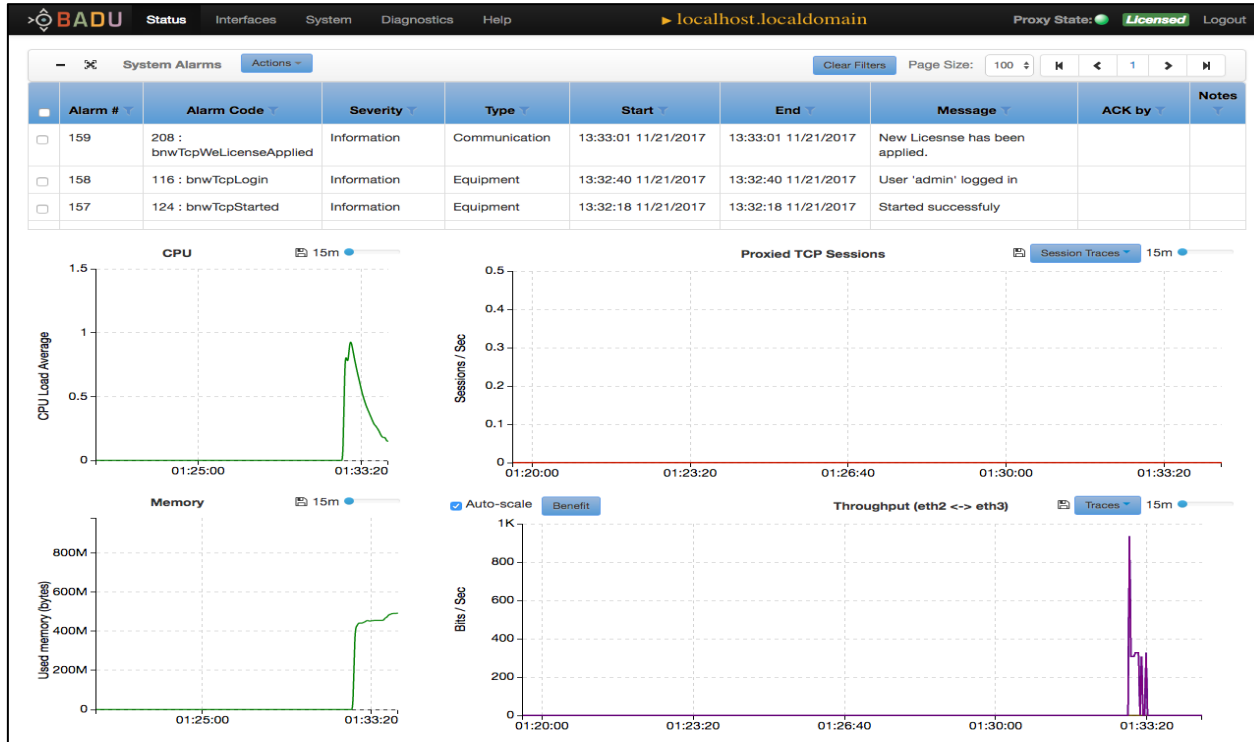 BADU Status Interfaces System Diagnostics Help ▸ localhost.localdomain Proxy State: Licensed Logout
System Alarms Actions Clear Filters Page Size: 100 1
Alarm # Alarm Code Severity Type Start End Message ACK by Notes
159 208 : bnwTcpWeLicenseApplied Information Communication 13:33:01 11/21/2017 13:33:01 11/21/2017 New Licesnse has been applied.
158 116 : bnwTcpLogin Information Equipment 13:32:40 11/21/2017 13:32:40 11/21/2017 User 'admin' logged in
157 124 : bnwTcpStarted Information Equipment 13:32:18 11/21/2017 13:32:18 11/21/2017 Started successfuly
CPU 15m
CPU Load Average
1.5
1
0.5
0
01:25:00 01:33:20
Proxied TCP Sessions Session Traces 15m
Sessions / Sec
0.5
0.4
0.3
0.2
0.1
0
01:20:00 01:23:20 01:26:40 01:30:00 01:33:20
Memory 15m
Used memory (bytes)
800M
600M
400M
200M
0
01:25:00 01:33:20
Auto-scale Benefit Throughput (eth2 <-> eth3) Traces 15m
Bits / Sec
1K
800
600
400
200
0
01:20:00 01:23:20 01:26:40 01:30:00 01:33:20